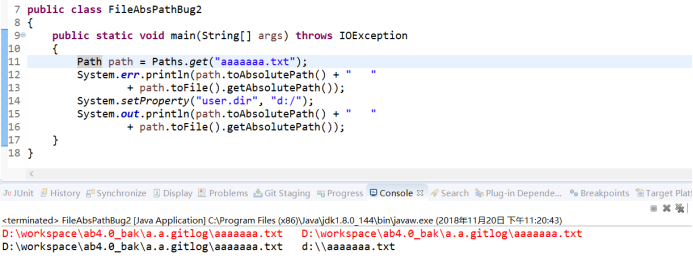 7 public class FileAbsPathBug2
8 {
9 public static void main(String[] args) throws IOException
10 {
11 Path path = Paths.get("aaaaaaa.txt");
12 System.err.println(path.toAbsolutePath() + "   "
13 + path.toFile().getAbsolutePath());
14 System.setProperty("user.dir", "d:/");
15 System.out.println(path.toAbsolutePath() + "   "
16 + path.toFile().getAbsolutePath());
17 }
18 }
JUnit History Synchronize Display Problems Git Staging Progress Console Search Plug-in Depende... Breakpoints Target Platf
<terminated> FileAbsPathBug2 [Java Application] C:\Program Files (x86)\Java\jdk1.8.0_144\bin\javaw.exe (2018年11月20日 下午11:20:43)
D:\workspace\ab4.0_bak\a.a.gitlog\aaaaaaa.txt   D:\workspace\ab4.0_bak\a.a.gitlog\aaaaaaa.txt
D:\workspace\ab4.0_bak\a.a.gitlog\aaaaaaa.txt   d:\\aaaaaaa.txt